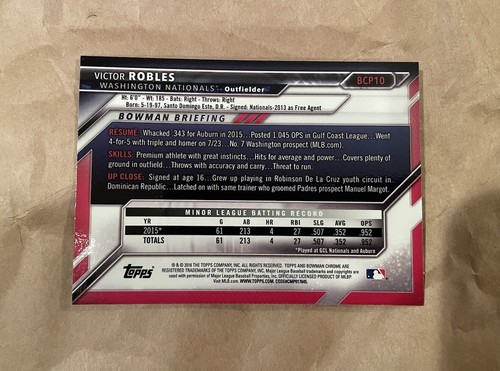 VICTOR ROBLES
BCP10
WASHINGTON NATIONALS® - Outfielder
Ht: 6'0" - Wt: 185 - Bats: Right - Throws: Right
Born: 5-19-97, Santo Domingo Este, D.R. - Signed: Nationals-2013 as Free Agent
BOWMAN BRIEFING
RESUME: Whacked .343 for Auburn in 2015...Posted 1.045 OPS in Gulf Coast League...Went
4-for-5 with triple and homer on 7/23...No. 7 Washington prospect (MLB.com).
SKILLS: Premium athlete with great instincts...Hits for average and power...Covers plenty of
ground in outfield...Throws with accuracy and carry...Threat to run.
UP CLOSE: Signed at age 16...Grew up playing in Robinson De La Cruz youth circuit in
Dominican Republic...Latched on with same trainer who groomed Padres prospect Manuel Margot.
MINOR LEAGUE BATTING RECORD
YR G AB HR RBI SLG AVG OPS
2015* 61 213 4 27 .507 .352 .952
TOTALS 61 213 4 27 .507 .352 .952
*Played at GCL Nationals and Auburn
Topps
® & © 2016 THE TOPPS COMPANY, INC. ALL RIGHTS RESERVED. TOPPS AND BOWMAN CHROME ARE
REGISTERED TRADEMARKS OF THE TOPPS COMPANY, INC. Major League Baseball trademarks and copyrights are
used with permission of Major League Baseball Properties, Inc. OFFICIALLY LICENSED PRODUCT OF MLBP.
Visit MLB.com. WWW.TOPPS.COM.